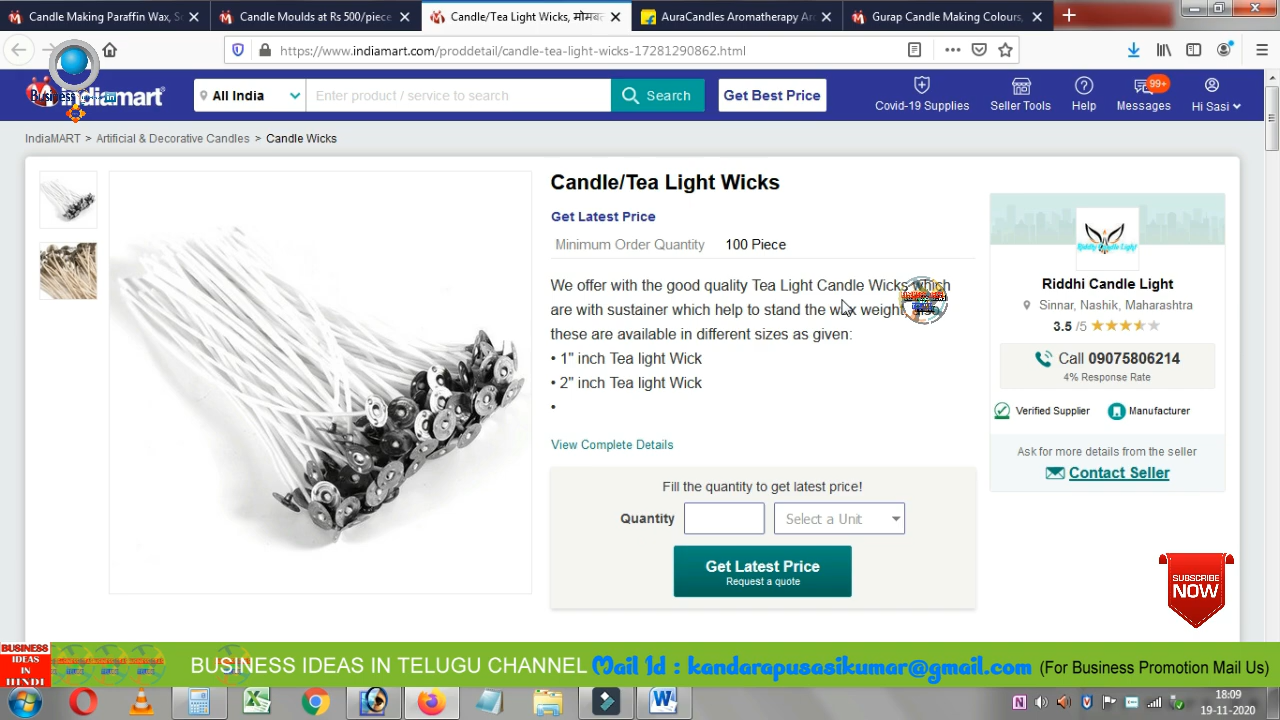 Candle Making Paraffin Wax, S
Candle Moulds at Rs 500/piece
Candle/Tea Light Wicks, मोमबत
AuraCandles Aromatherapy Ar
Gurap Candle Making Colours,
https://www.indiamart.com/proddetail/candle-tea-light-wicks-17281290862.html
indiamart
All India
Enter product / service to search
Search
Get Best Price
Covid-19 Supplies
Seller Tools
Help
99+
Messages
Hi Sasi
IndiaMART > Artificial & Decorative Candles > Candle Wicks
Candle/Tea Light Wicks
Get Latest Price
Minimum Order Quantity 100 Piece
We offer with the good quality Tea Light Candle Wicks which
are with sustainer which help to stand the wax weight,
these are available in different sizes as given:
• 1" inch Tea light Wick
• 2" inch Tea light Wick
•
View Complete Details
Fill the quantity to get latest price!
Quantity
Select a Unit
Get Latest Price
Request a quote
Riddhi Candle Light
Riddhi Candle Light
Sinnar, Nashik, Maharashtra
3.5 /5
Call 09075806214
4% Response Rate
Verified Supplier
Manufacturer
Ask for more details from the seller
Contact Seller
SUBSCRIBE
NOW
BUSINESS
IDEAS
IN
HINDI
BUSINESS IDEAS IN TELUGU CHANNEL Mail Id : kandarapusasikumar@gmail.com (For Business Promotion Mail Us)
18:09
19-11-2020